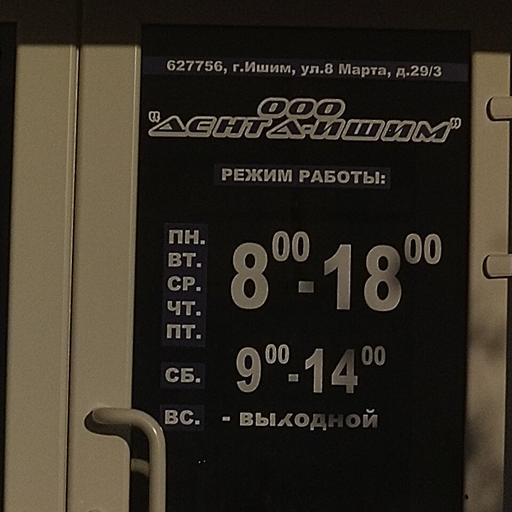 627756, г.Ишим, ул.8 Марта, д.29/3
ООО
"ДЕНТА-ИШИМ"
РЕЖИМ РАБОТЫ:
ПН.
ВТ.
СР.
ЧТ.
ПТ.
8⁰⁰-18⁰⁰
СБ. 9⁰⁰-14⁰⁰
ВС. - ВЫХОДНОЙ